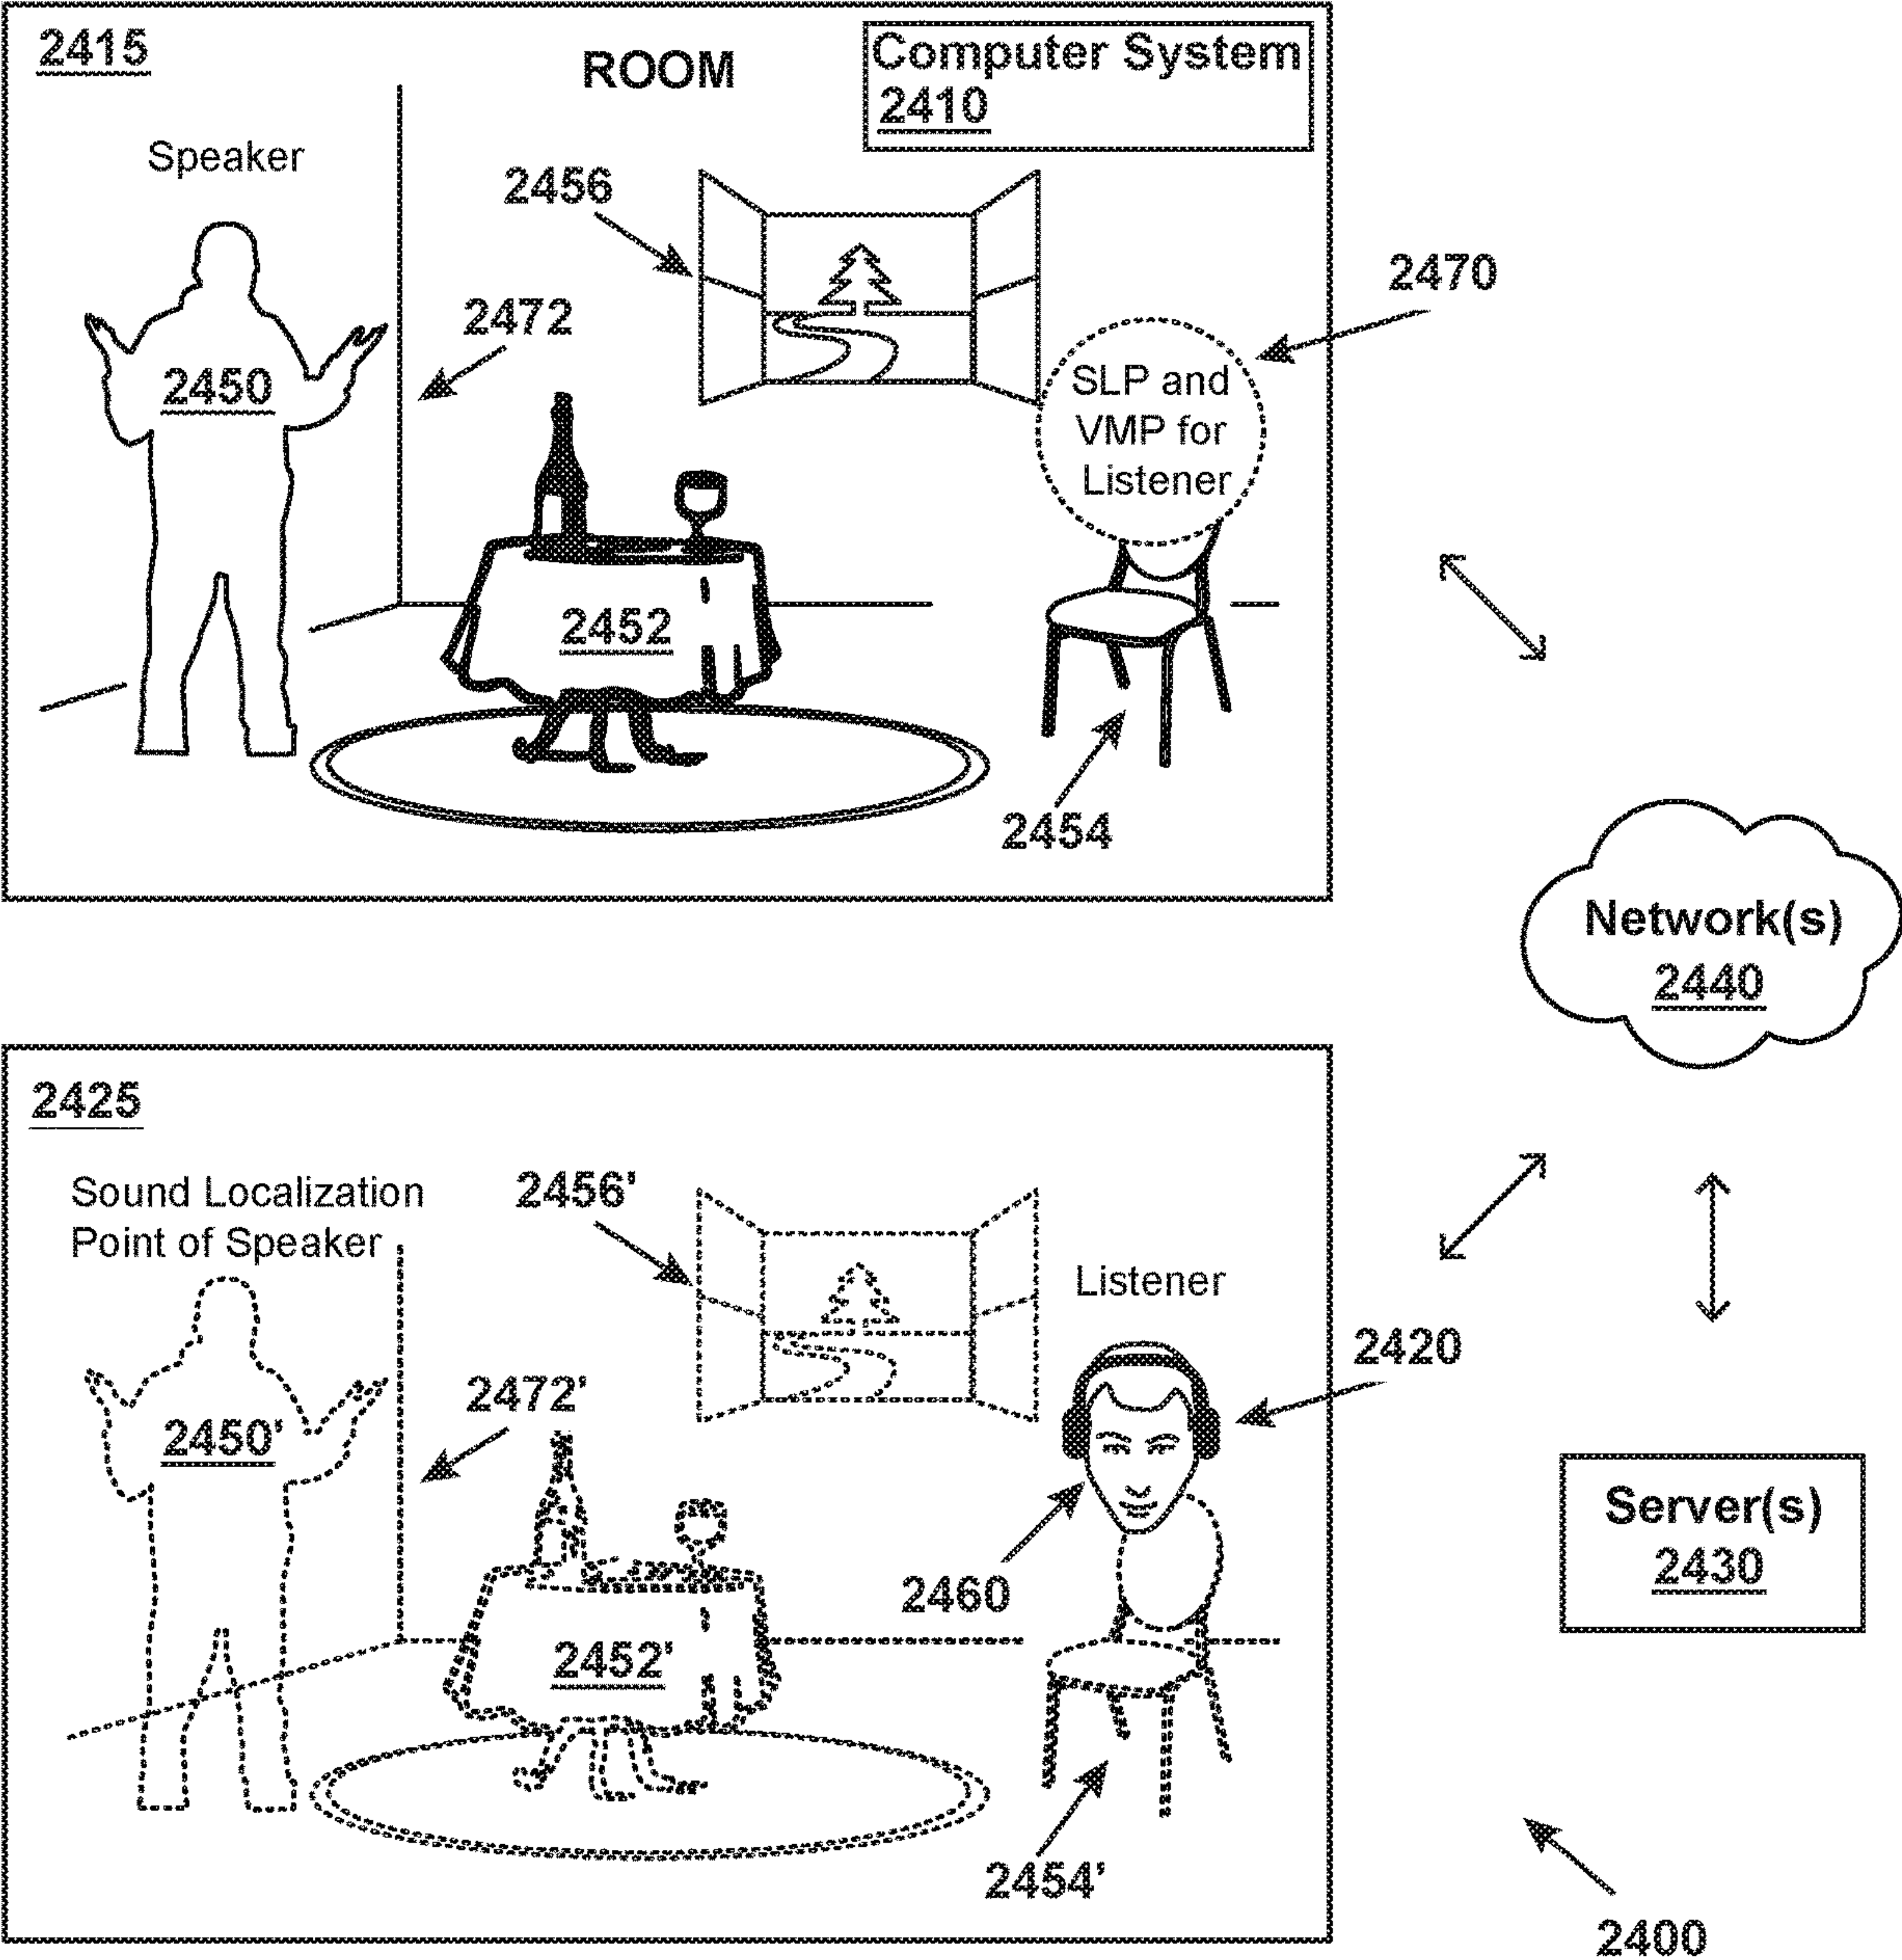 2415
ROOM
Computer System
2410
Speaker
2456
2470
2472
2450
SLP and
VMP for
Listener
2452
2454
Network(s)
2440
2425
Sound Localization
Point of Speaker
2456'
Listener
2420
2472'
2450'
2460
Server(s)
2430
2452'
2454'
2400